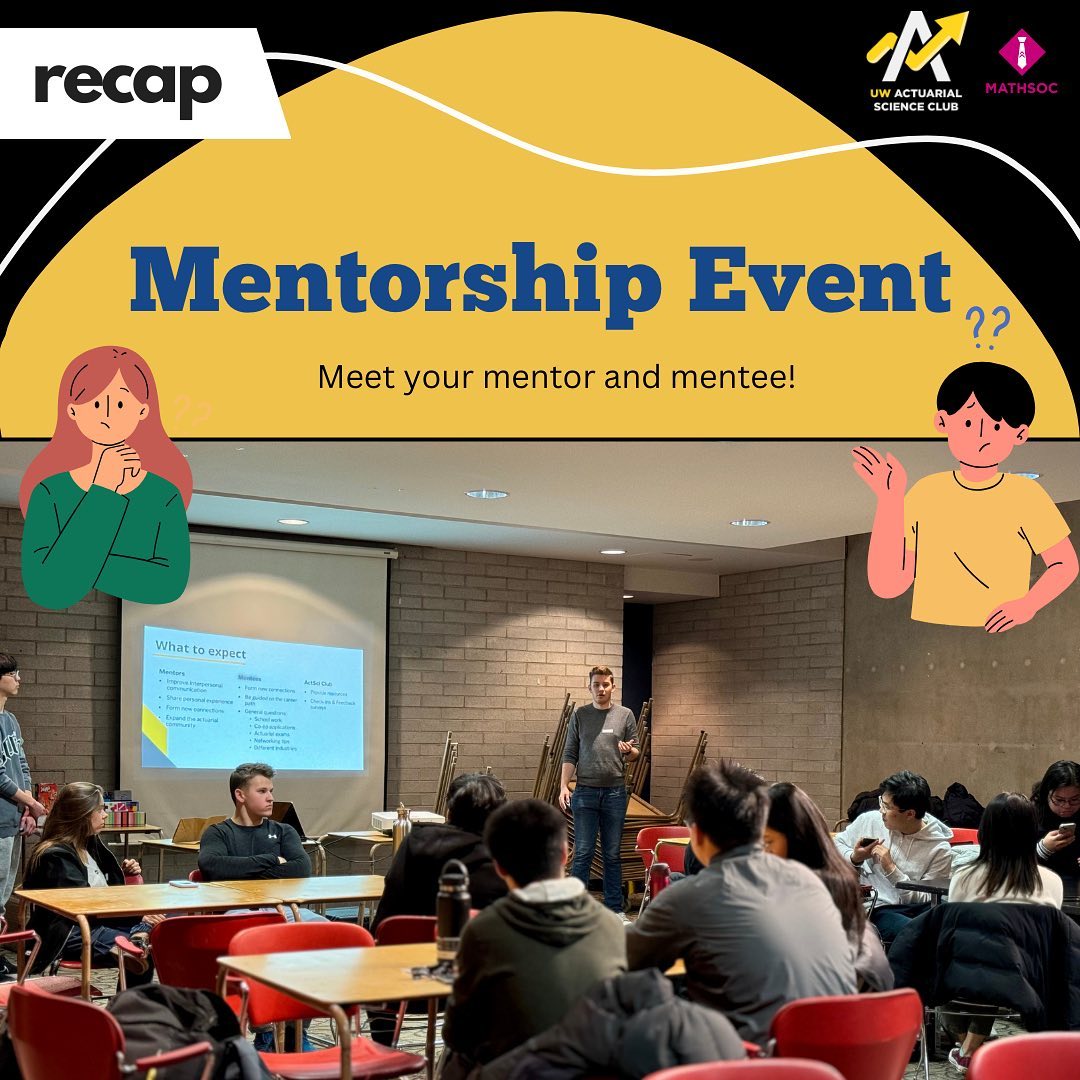 recap
UW ACTUARIAL
SCIENCE CLUB
MATHSOC
Mentorship Event
??
Meet your mentor and mentee!
??
What to expect
Mentors
Improve interpersonal
communication
Share personal experience
Form new connections
Expand the actuarial
community
Mentees
Form new connections
Be guided on the career
path
General questions:
School work
Co-op applications
Actuarial exams
Networking tips
Different industries
ActSci Club
Provide resources
Check-ins & Feedback
surveys